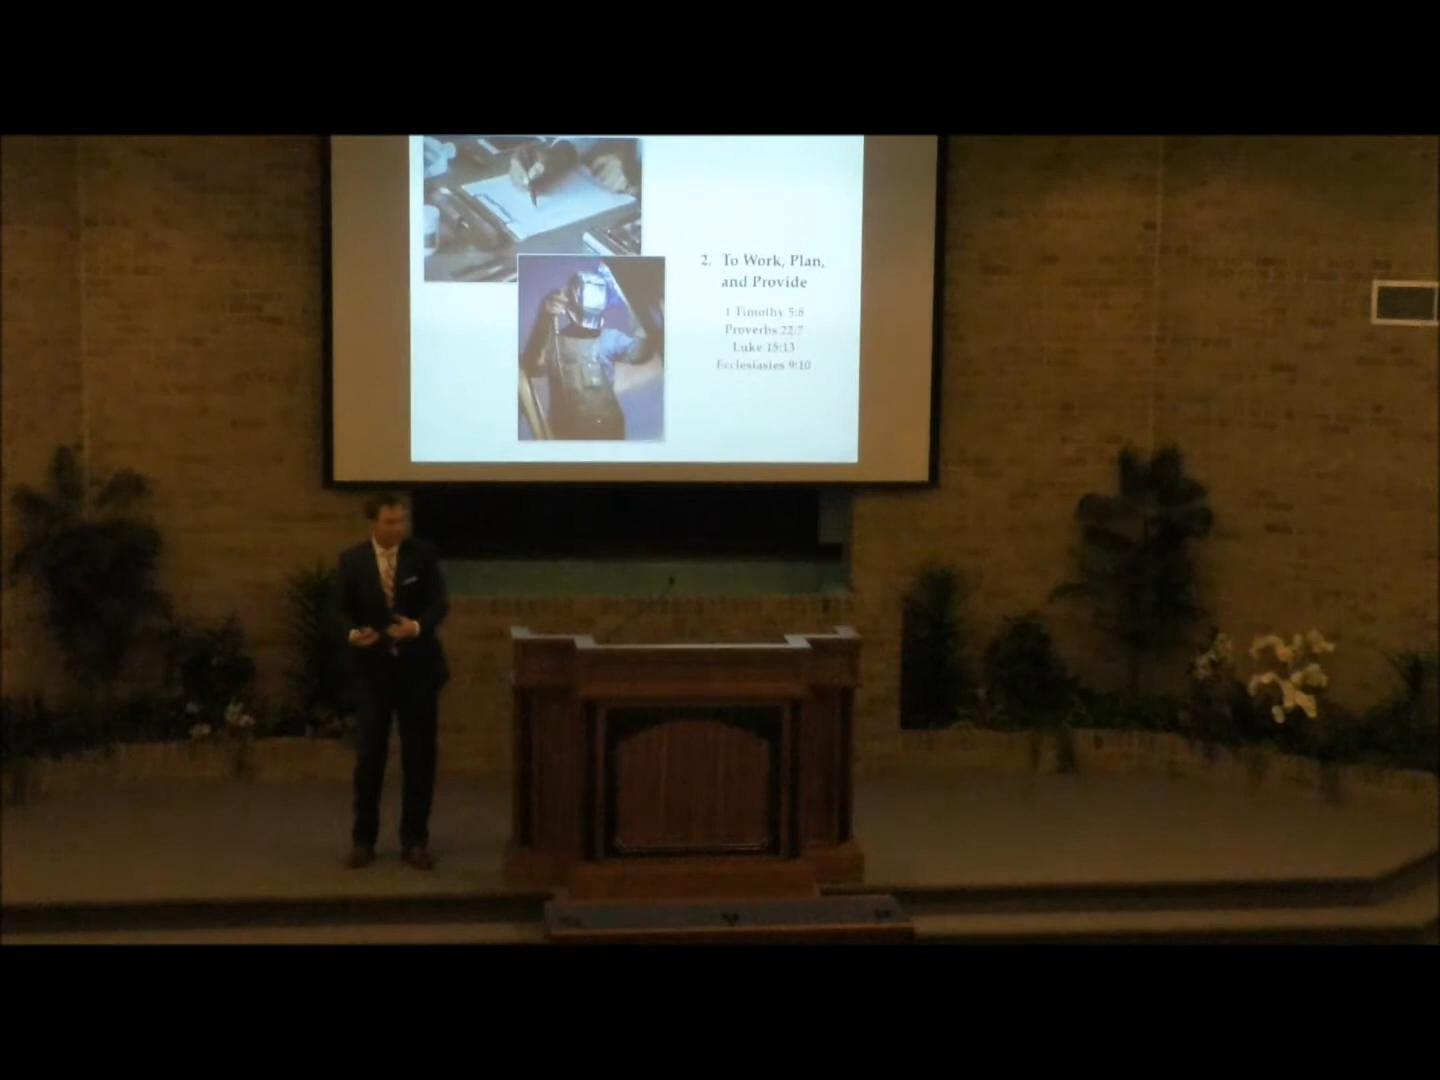 2. To Work, Plan,
and Provide
1 Timothy 5:8
Proverbs 22:7
Luke 15:13
Ecclesiastes 9:10